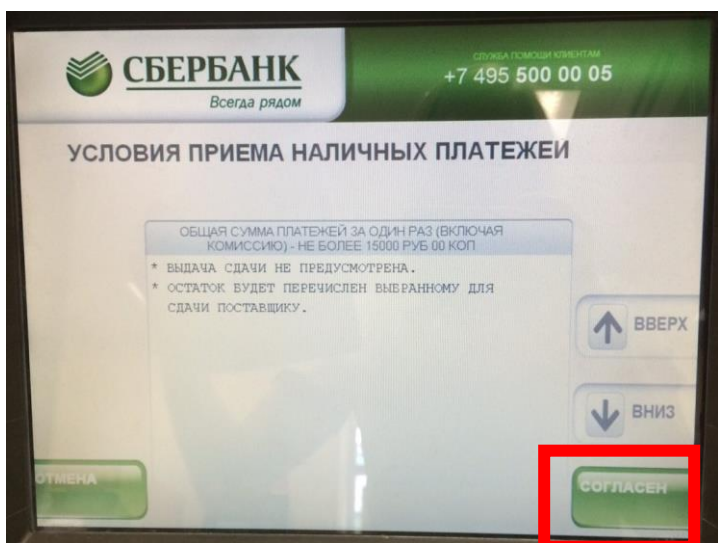 СБЕРБАНК
Всегда рядом
СЛУЖБА ПОМОЩИ КЛИЕНТАМ
+7 495 500 00 05
УСЛОВИЯ ПРИЕМА НАЛИЧНЫХ ПЛАТЕЖЕЙ
ОБЩАЯ СУММА ПЛАТЕЖЕЙ ЗА ОДИН РАЗ (ВКЛЮЧАЯ
КОМИССИЮ) - НЕ БОЛЕЕ 15000 РУБ 00 КОП
* ВЫДАЧА СДАЧИ НЕ ПРЕДУСМОТРЕНА.
* ОСТАТОК БУДЕТ ПЕРЕЧИСЛЕН ВЫБРАННОМУ ДЛЯ
СДАЧИ ПОСТАВЩИКУ.
ВВЕРХ
ВНИЗ
ОТМЕНА
СОГЛАСЕН